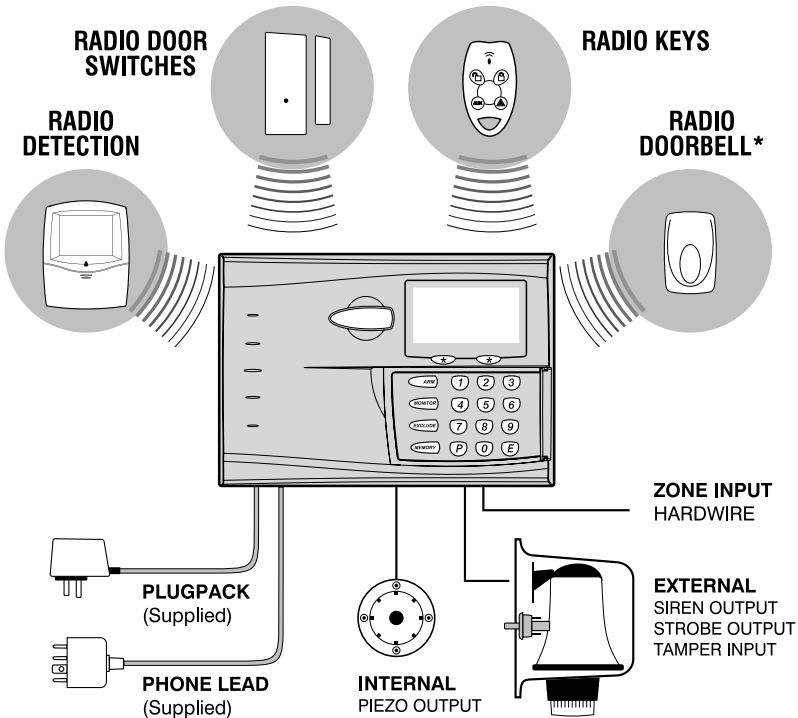 RADIO DOOR
SWITCHES
RADIO KEYS
RADIO
DETECTION
RADIO
DOORBELL*
AUX
* *
ARM 1 2 3
MONITOR 4 5 6
EXCLUDE 7 8 9
MEMORY P 0 E
ZONE INPUT
HARDWIRE
PLUGPACK
(Supplied)
EXTERNAL
SIREN OUTPUT
STROBE OUTPUT
TAMPER INPUT
PHONE LEAD
(Supplied)
INTERNAL
PIEZO OUTPUT